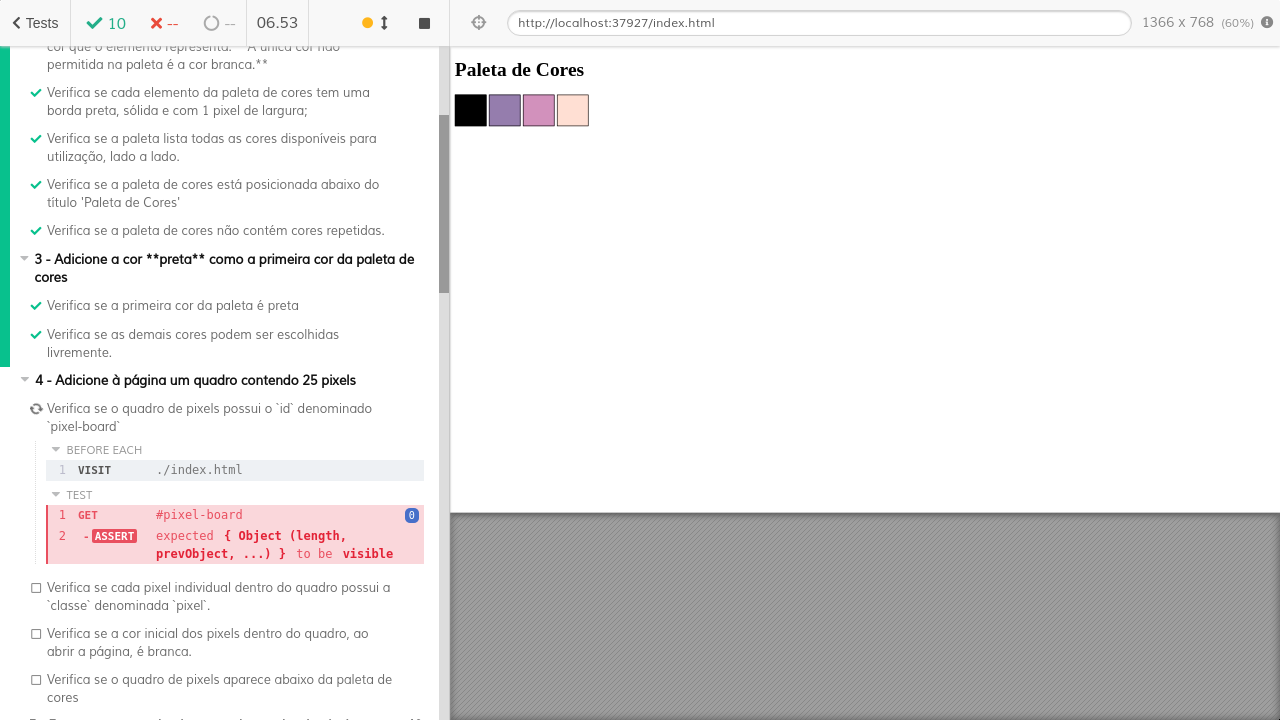 Tests
10
--
--
06.53
http://localhost:37927/index.html
1366 x 768 (60%)
cor que o elemento representa. **A única cor não
permitida na paleta é a cor branca.**
Verifica se cada elemento da paleta de cores tem uma
borda preta, sólida e com 1 pixel de largura;
Verifica se a paleta lista todas as cores disponíveis para
utilização, lado a lado.
Verifica se a paleta de cores está posicionada abaixo do
título 'Paleta de Cores'
Verifica se a paleta de cores não contém cores repetidas.
3 - Adicione a cor **preta** como a primeira cor da paleta de
cores
Verifica se a primeira cor da paleta é preta
Verifica se as demais cores podem ser escolhidas
livremente.
4 - Adicione à página um quadro contendo 25 pixels
Verifica se o quadro de pixels possui o `id` denominado
`pixel-board`
BEFORE EACH
1 VISIT ./index.html
TEST
1 GET #pixel-board 0
2 -ASSERT expected { Object (length,
prevObject, ...) } to be visible
Verifica se cada pixel individual dentro do quadro possui a
`classe` denominada `pixel`.
Verifica se a cor inicial dos pixels dentro do quadro, ao
abrir a página, é branca.
Verifica se o quadro de pixels aparece abaixo da paleta de
cores
Paleta de Cores